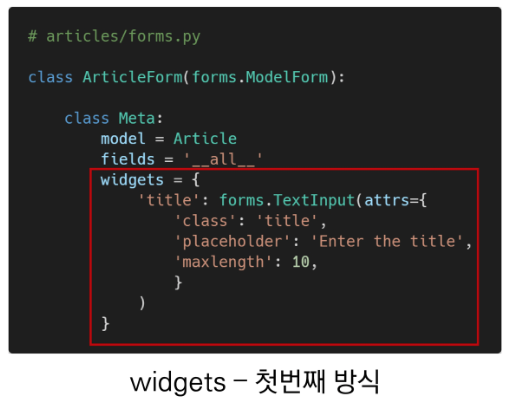 # articles/forms.py
class ArticleForm(forms.ModelForm):
class Meta:
model = Article
fields = '__all__'
widgets = {
'title': forms.TextInput(attrs={
'class': 'title',
'placeholder': 'Enter the title',
'maxlength': 10,
}
)
}
widgets – 첫번째 방식